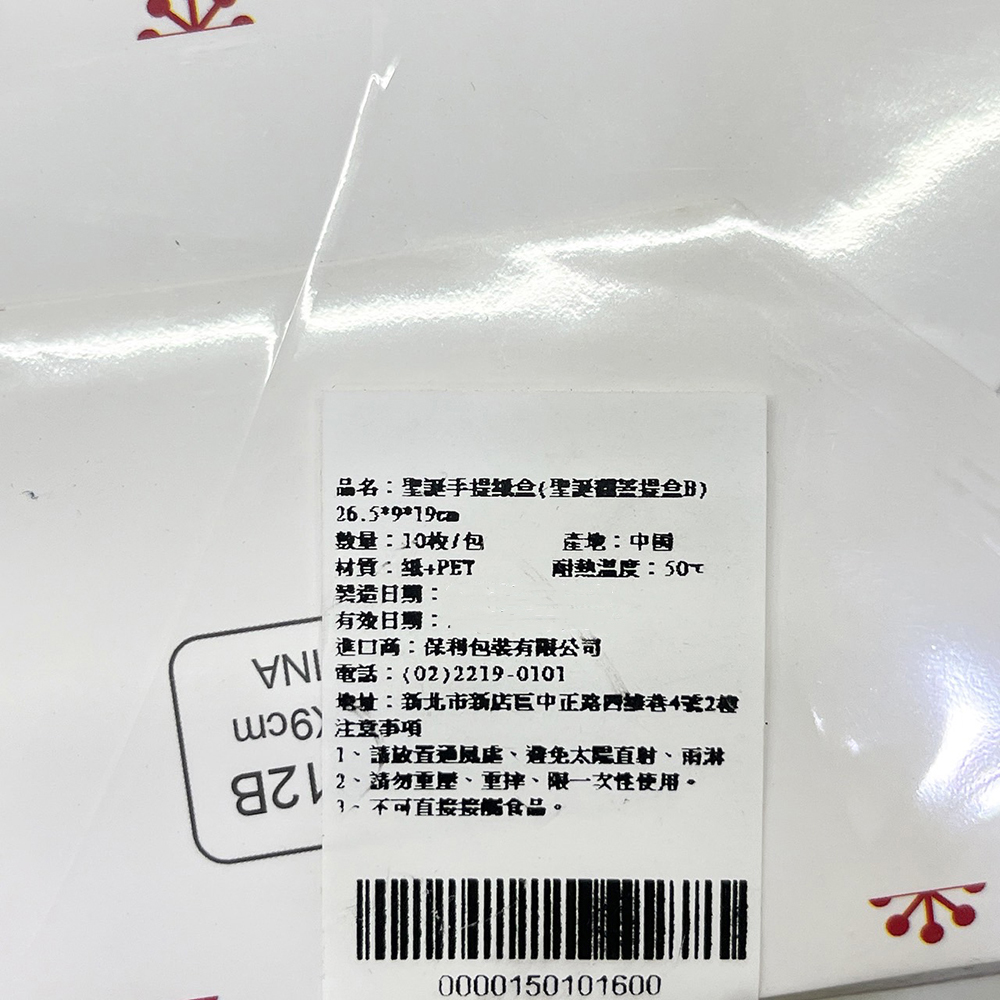 品名：聖誕手提紙盒(聖誕翻蓋提盒B)
26.5*9*19cm
數量：10枚/包 產地：中國
材質：紙+PET 耐熱溫度：50℃
製造日期：
有效日期：
進口商：保利包裝有限公司
電話：(02)2219-0101
地址：新北市新店區中正路四維巷4號2樓
注意事項
1、請放置通風處、避免太陽直射、雨淋
2、請勿重壓、重摔、限一次性使用。
3、不可直接接觸食品。
0000150101600
INA
X9cm
12B